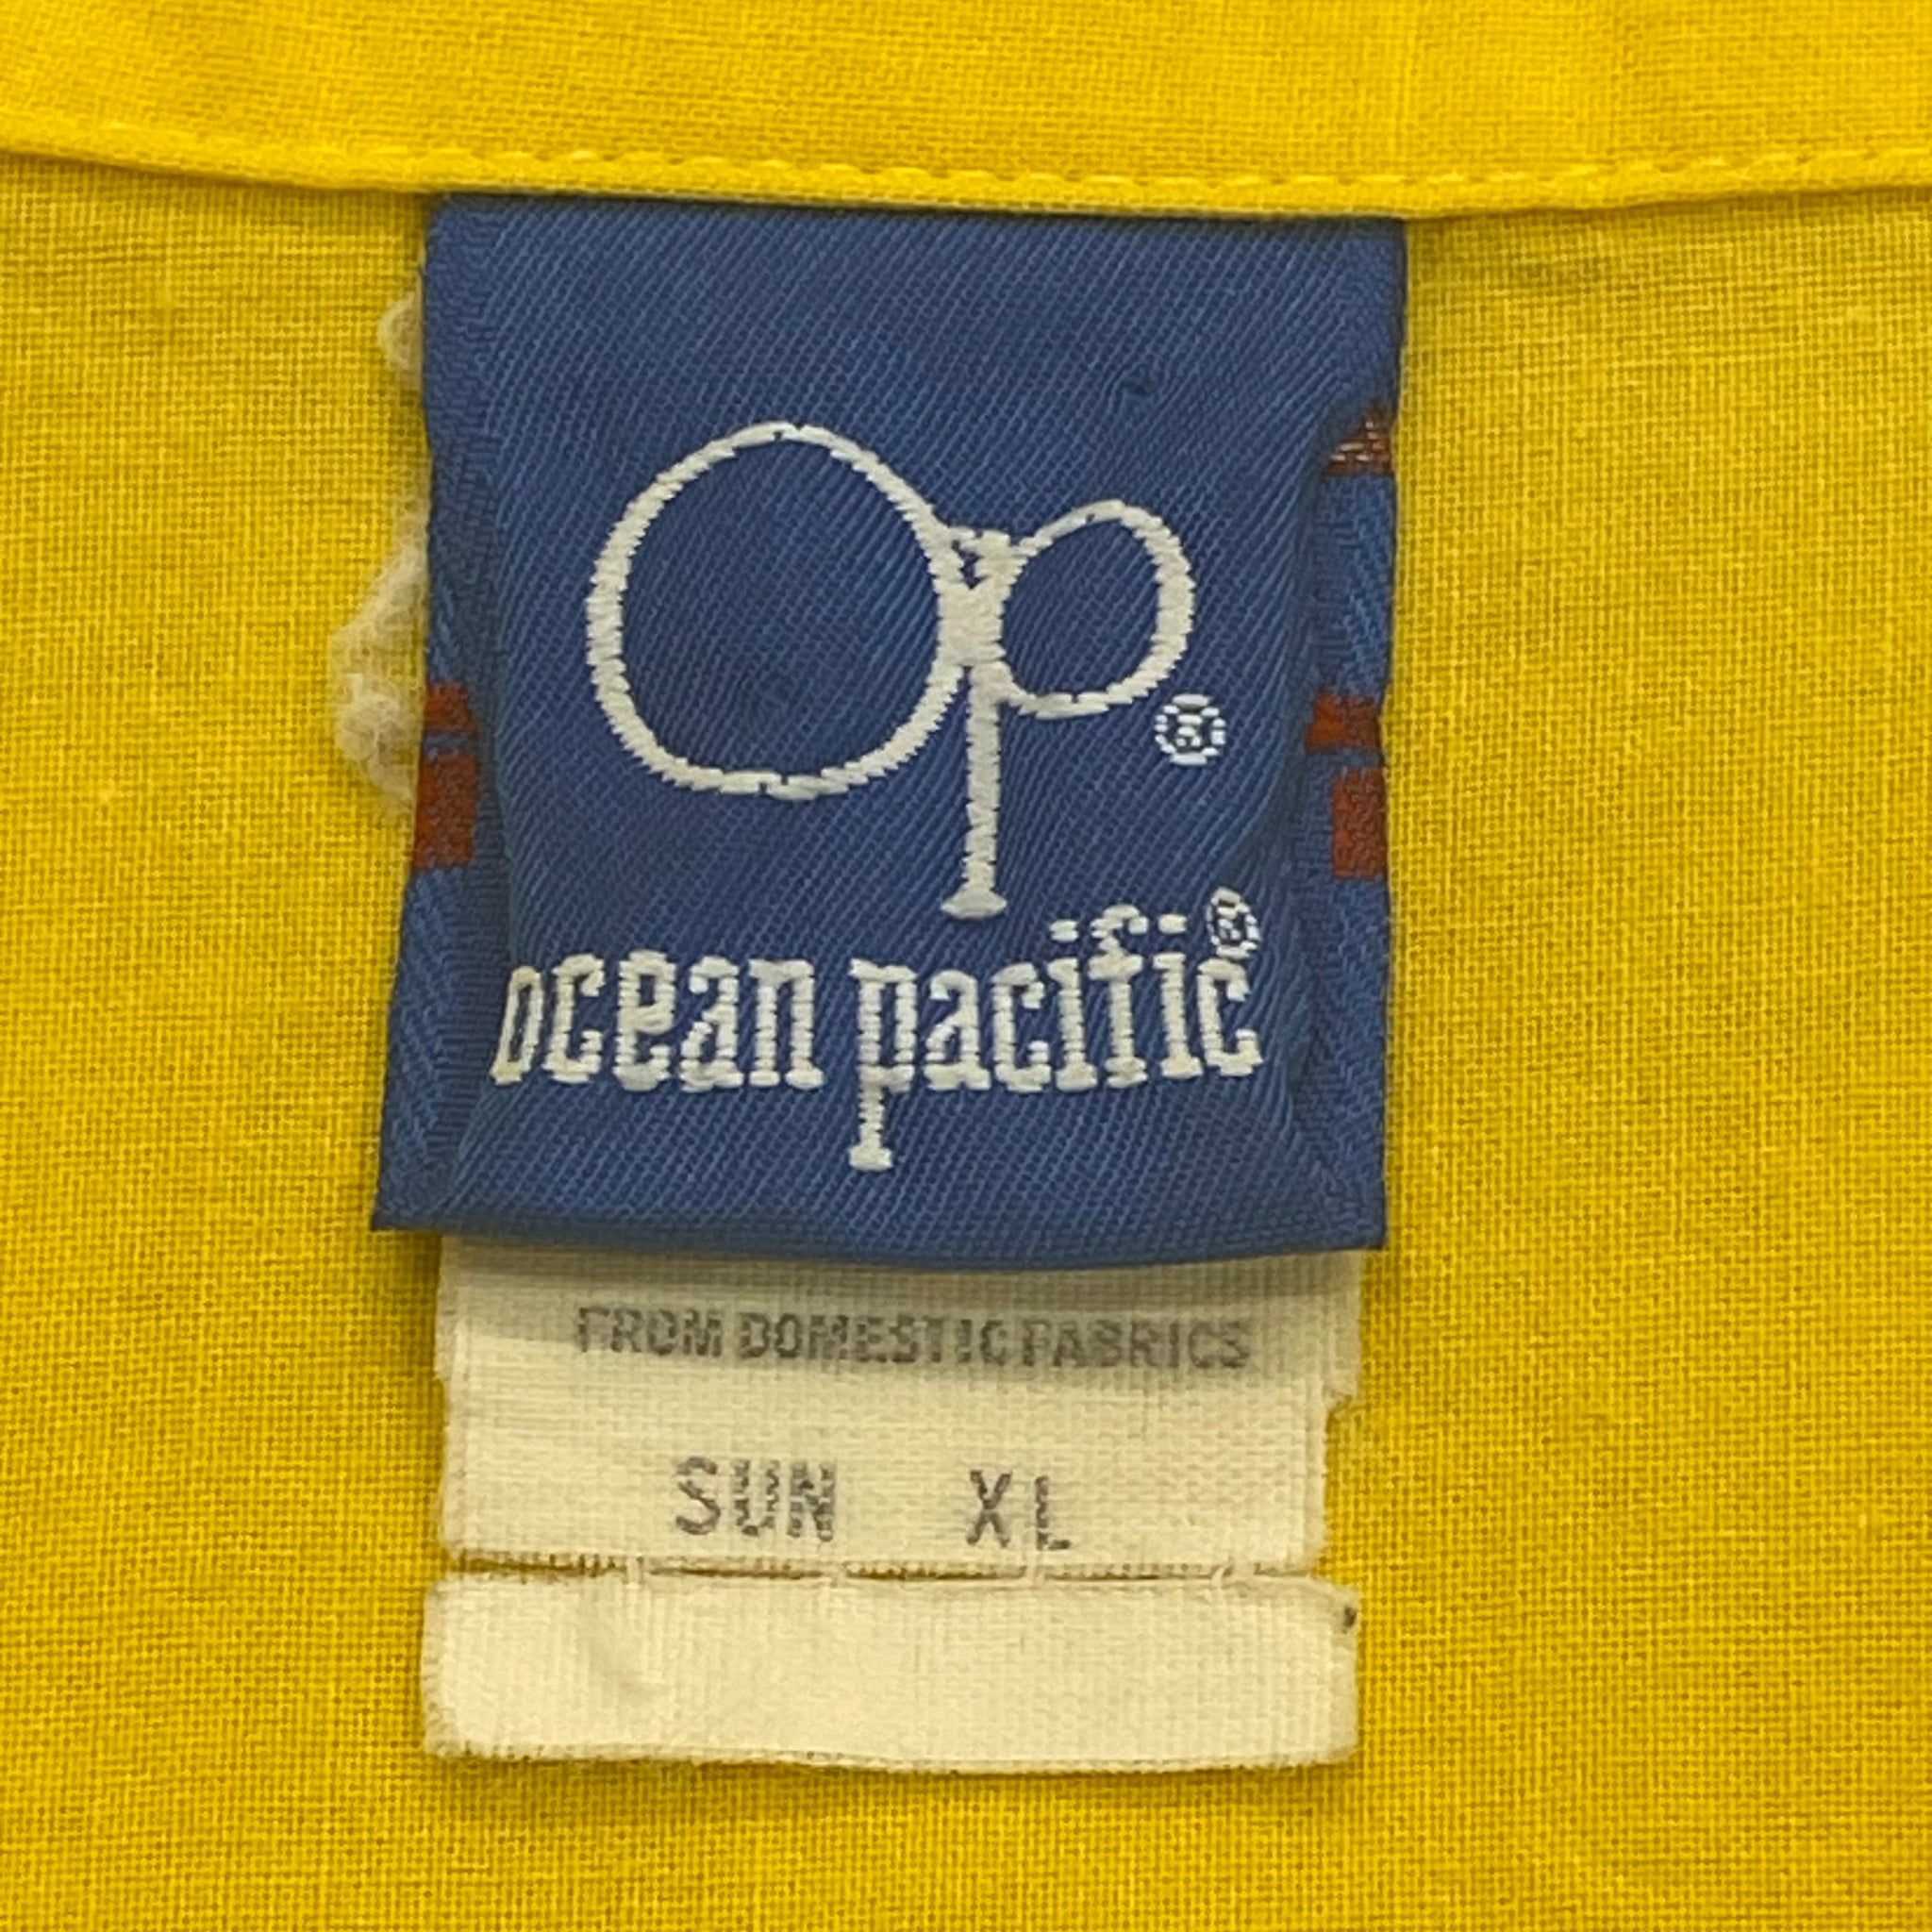 Op®
ocean pacific®
FROM DOMESTIC FABRICS
SUN XL